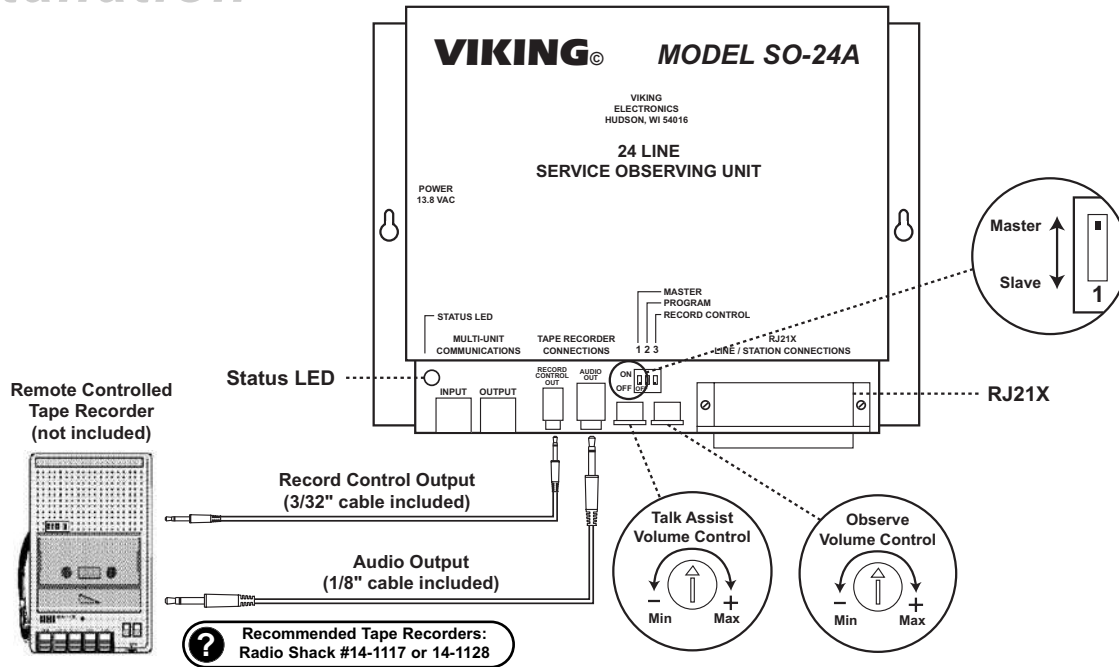 VIKING©
MODEL SO-24A
VIKING
ELECTRONICS
HUDSON, WI 54016
24 LINE
SERVICE OBSERVING UNIT
POWER
13.8 VAC
Master
Slave
1
MASTER
PROGRAM
RECORD CONTROL
STATUS LED
MULTI-UNIT
COMMUNICATIONS
TAPE RECORDER
CONNECTIONS
1 2 3
RJ21X
LINE / STATION CONNECTIONS
Status LED
INPUT
OUTPUT
RECORD
CONTROL
OUT
AUDIO
OUT
ON
OFF
RJ21X
Remote Controlled
Tape Recorder
(not included)
Record Control Output
(3/32" cable included)
Audio Output
(1/8" cable included)
Talk Assist
Volume Control
– +
Min Max
Observe
Volume Control
– +
Min Max
? Recommended Tape Recorders:
Radio Shack #14-1117 or 14-1128